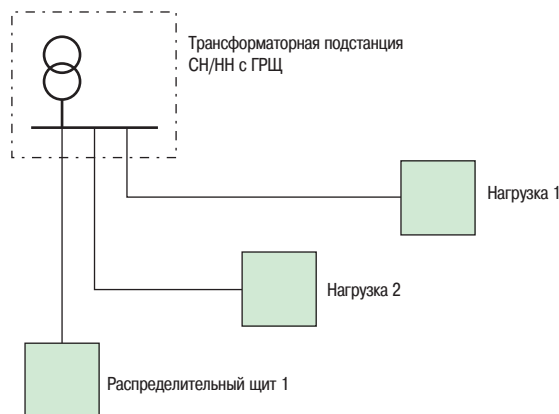 Трансформаторная подстанция
СН/НН с ГРЩ
Нагрузка 1
Нагрузка 2
Распределительный щит 1